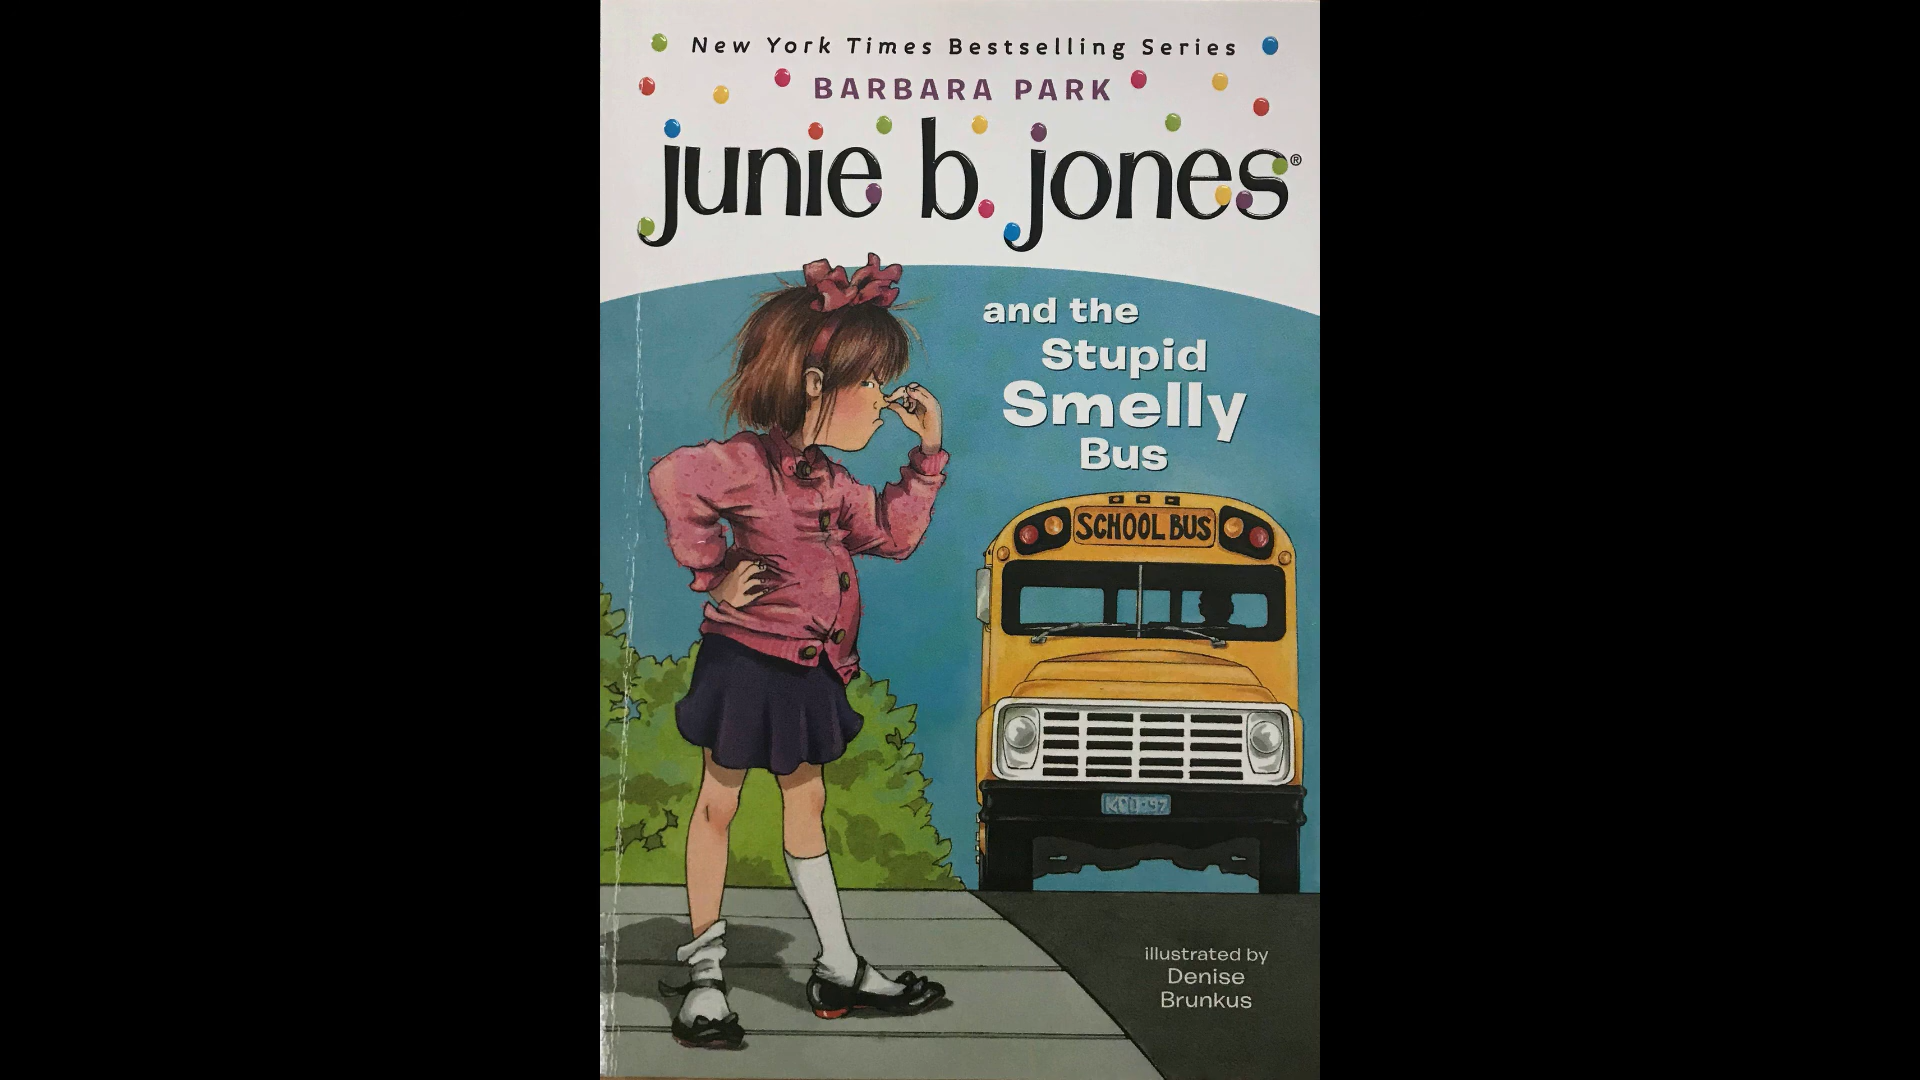 New York Times Bestselling Series
BARBARA PARK
junie b. jones®
and the
Stupid
Smelly
Bus
SCHOOL BUS
illustrated by
Denise
Brunkus